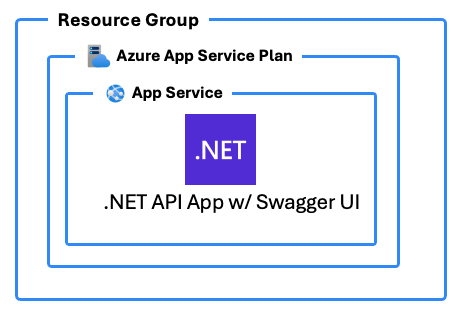 Resource Group
Azure App Service Plan
App Service
.NET
.NET API App w/ Swagger UI